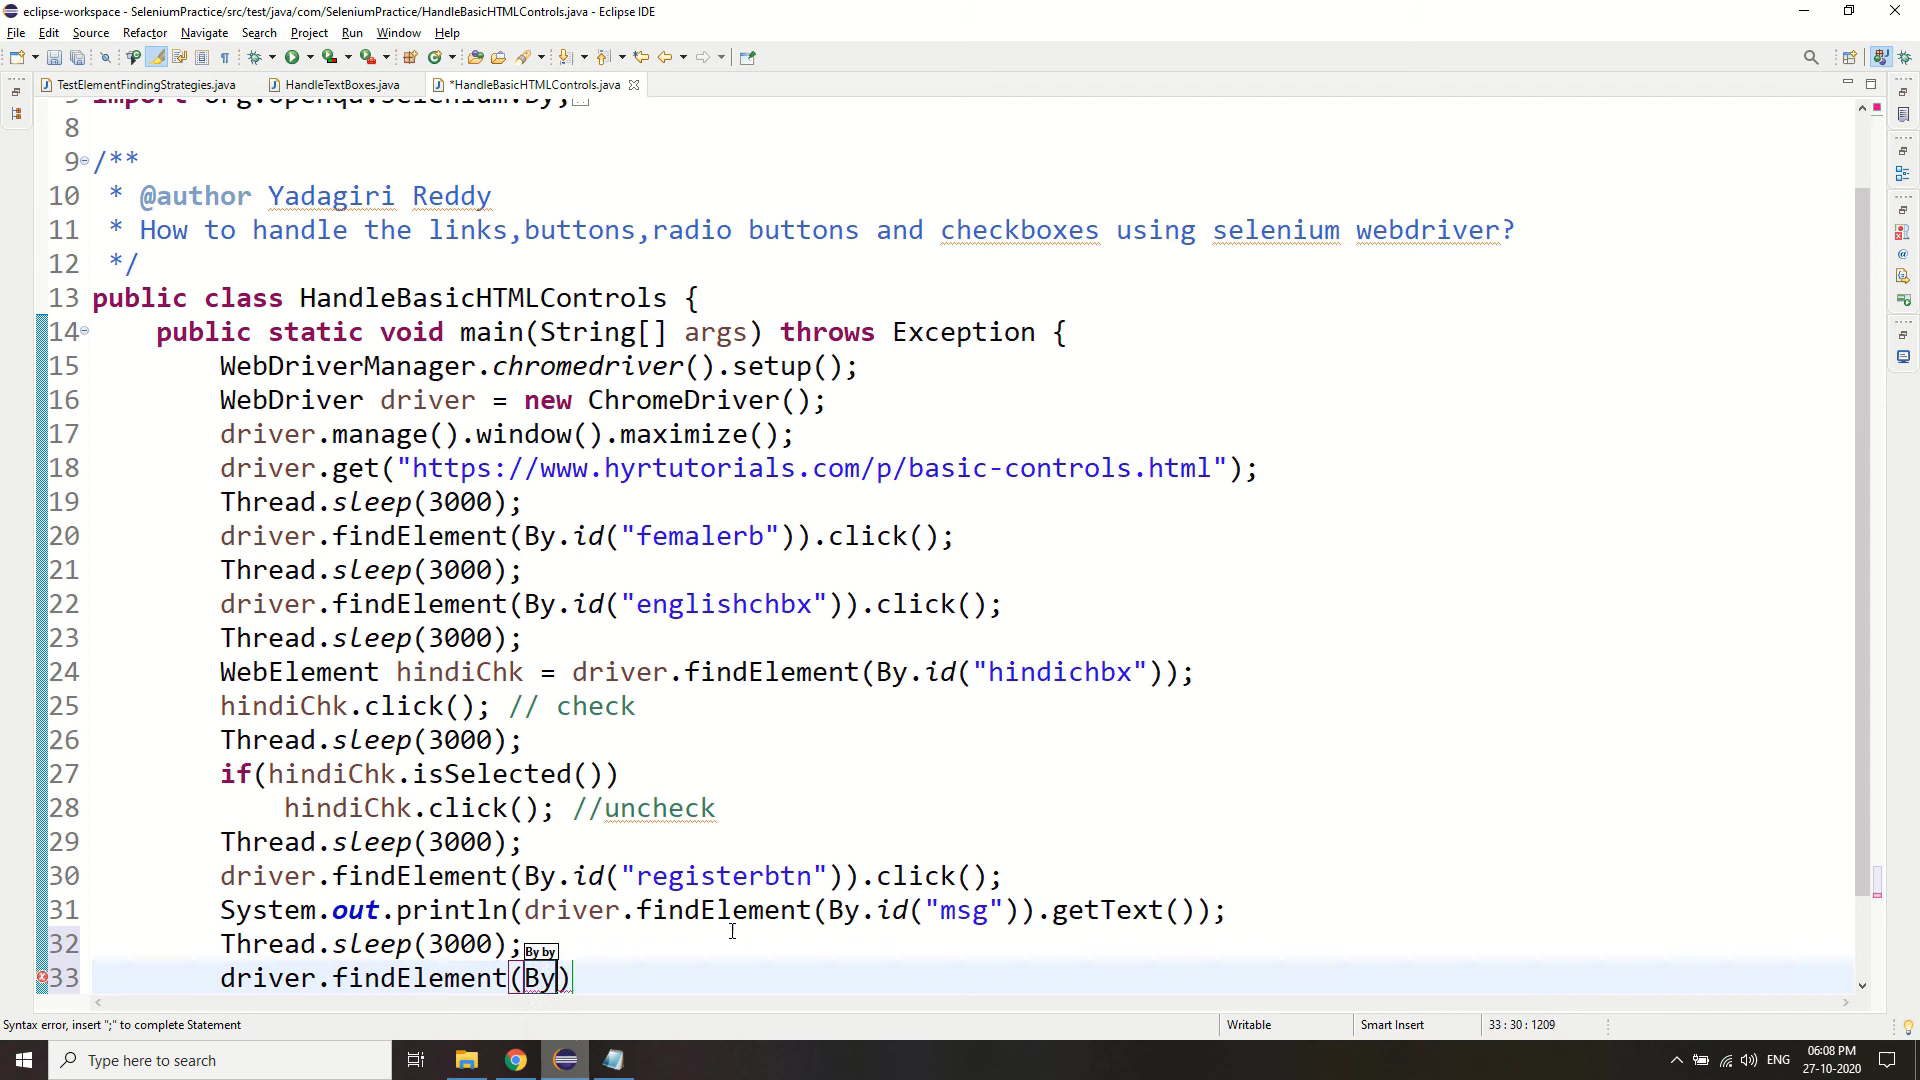 eclipse-workspace - SeleniumPractice/src/test/java/com/SeleniumPractice/HandleBasicHTMLControls.java - Eclipse IDE
File Edit Source Refactor Navigate Search Project Run Window Help
TestElementFindingStrategies.java HandleTextBoxes.java *HandleBasicHTMLControls.java
import org.openqa.selenium.By;
8
9 /**
10 * @author Yadagiri Reddy
11 * How to handle the links,buttons,radio buttons and checkboxes using selenium webdriver?
12 */
13 public class HandleBasicHTMLControls {
14 public static void main(String[] args) throws Exception {
15 WebDriverManager.chromedriver().setup();
16 WebDriver driver = new ChromeDriver();
17 driver.manage().window().maximize();
18 driver.get("https://www.hyrtutorials.com/p/basic-controls.html");
19 Thread.sleep(3000);
20 driver.findElement(By.id("femalerb")).click();
21 Thread.sleep(3000);
22 driver.findElement(By.id("englishchbx")).click();
23 Thread.sleep(3000);
24 WebElement hindiChk = driver.findElement(By.id("hindichbx"));
25 hindiChk.click(); // check
26 Thread.sleep(3000);
27 if(hindiChk.isSelected())
28 hindiChk.click(); //uncheck
29 Thread.sleep(3000);
30 driver.findElement(By.id("registerbtn")).click();
31 System.out.println(driver.findElement(By.id("msg")).getText());
32 Thread.sleep(3000);
By by
33 driver.findElement(By)
Syntax error, insert ";" to complete Statement Writable Smart Insert 33 : 30 : 1209
Type here to search ENG 06:08 PM
27-10-2020